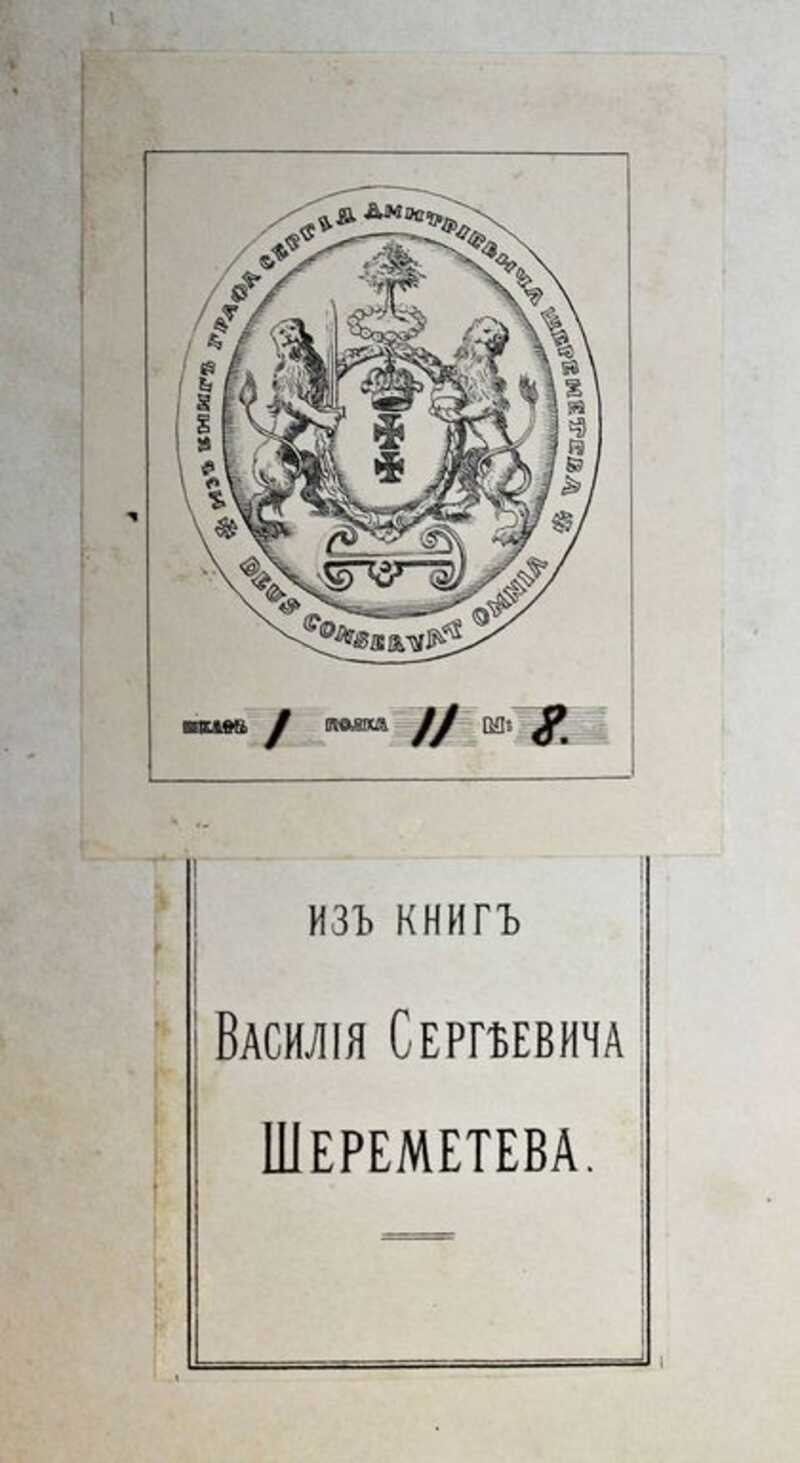 ИЗЪ КНИГЪ ГРАФА СЕРГІЯ ДМИТРІЕВИЧА ШЕРЕМЕТЕВА
DEUS CONSERVAT OMNIA
ШКАФЪ 1 ПОЛКА 11 №: 8.
ИЗЪ КНИГЪ
ВАСИЛІЯ СЕРГѢЕВИЧА
ШЕРЕМЕТЕВА.